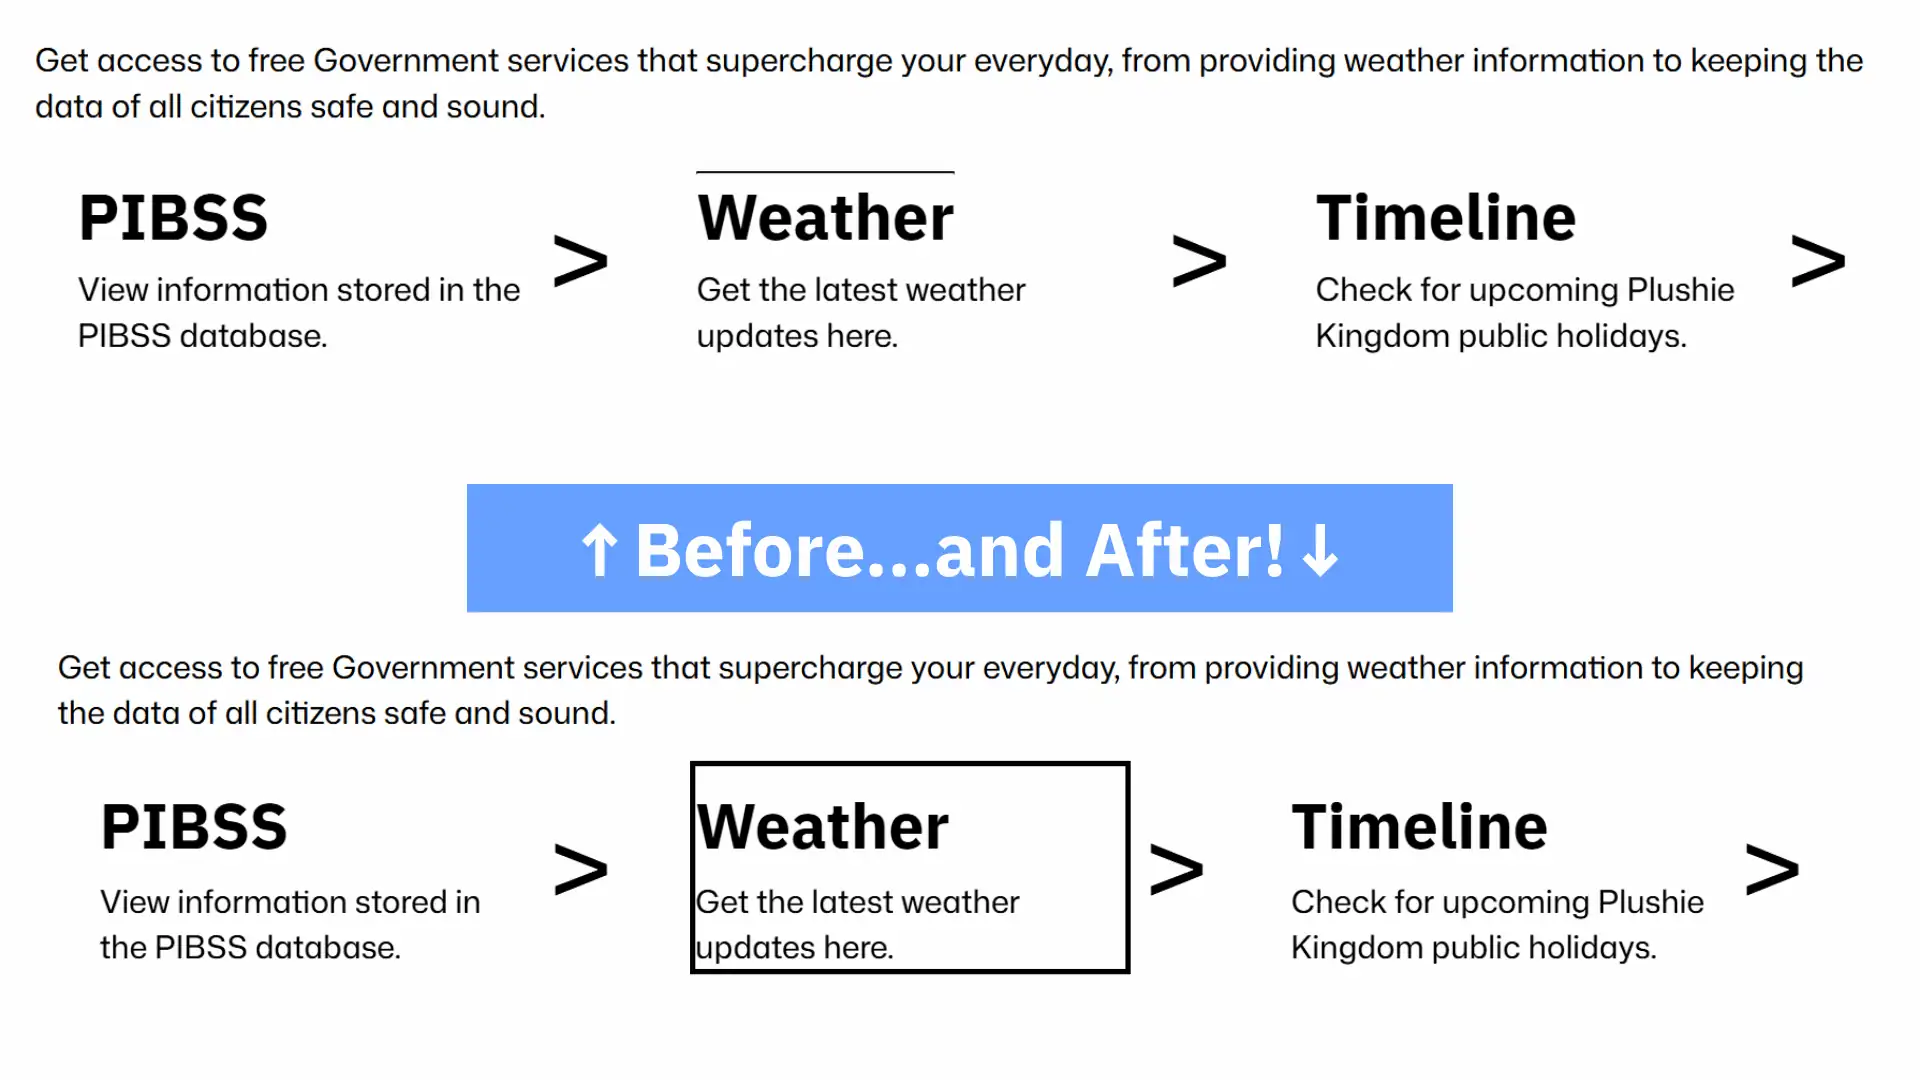 Get access to free Government services that supercharge your everyday, from providing weather information to keeping the
data of all citizens safe and sound.
PIBSS
View information stored in the
PIBSS database.
>
Weather
Get the latest weather
updates here.
>
Timeline
Check for upcoming Plushie
Kingdom public holidays.
>
↑ Before...and After! ↓
Get access to free Government services that supercharge your everyday, from providing weather information to keeping
the data of all citizens safe and sound.
PIBSS
View information stored in
the PIBSS database.
>
Weather
Get the latest weather
updates here.
>
Timeline
Check for upcoming Plushie
Kingdom public holidays.
>